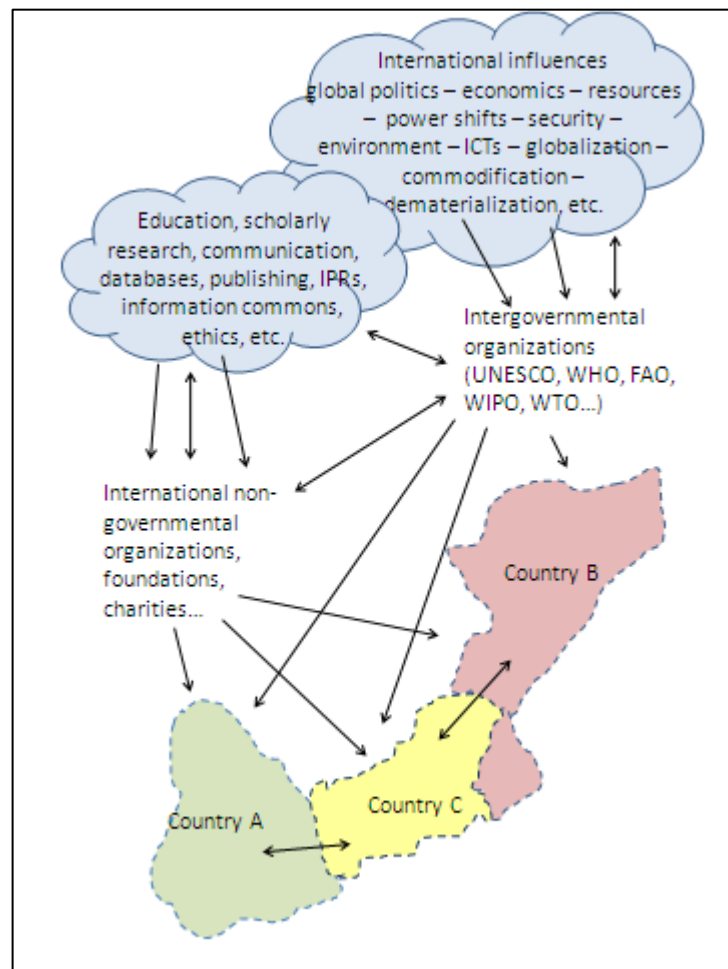 International influences
global politics – economics – resources
– power shifts – security –
environment – ICTs – globalization –
commodification –
dematerialization, etc.
Education, scholarly
research, communication,
databases, publishing, IPRs,
information commons,
ethics, etc.
Intergovernmental
organizations
(UNESCO, WHO, FAO,
WIPO, WTO...)
International non-
governmental
organizations,
foundations,
charities...
Country B
Country C
Country A